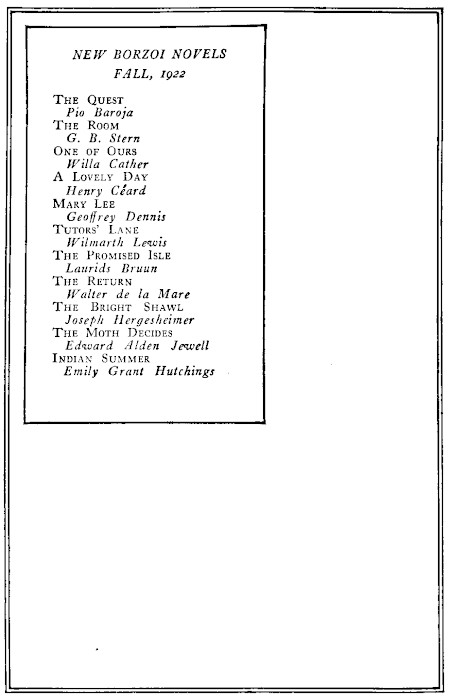 NEW BORZOI NOVELS
FALL, 1922
THE QUEST
Pio Baroja
THE ROOM
G. B. Stern
ONE OF OURS
Willa Cather
A LOVELY DAY
Henry Céard
MARY LEE
Geoffrey Dennis
TUTORS' LANE
Wilmarth Lewis
THE PROMISED ISLE
Laurids Bruun
THE RETURN
Walter de la Mare
THE BRIGHT SHAWL
Joseph Hergesheimer
THE MOTH DECIDES
Edward Alden Jewell
INDIAN SUMMER
Emily Grant Hutchings